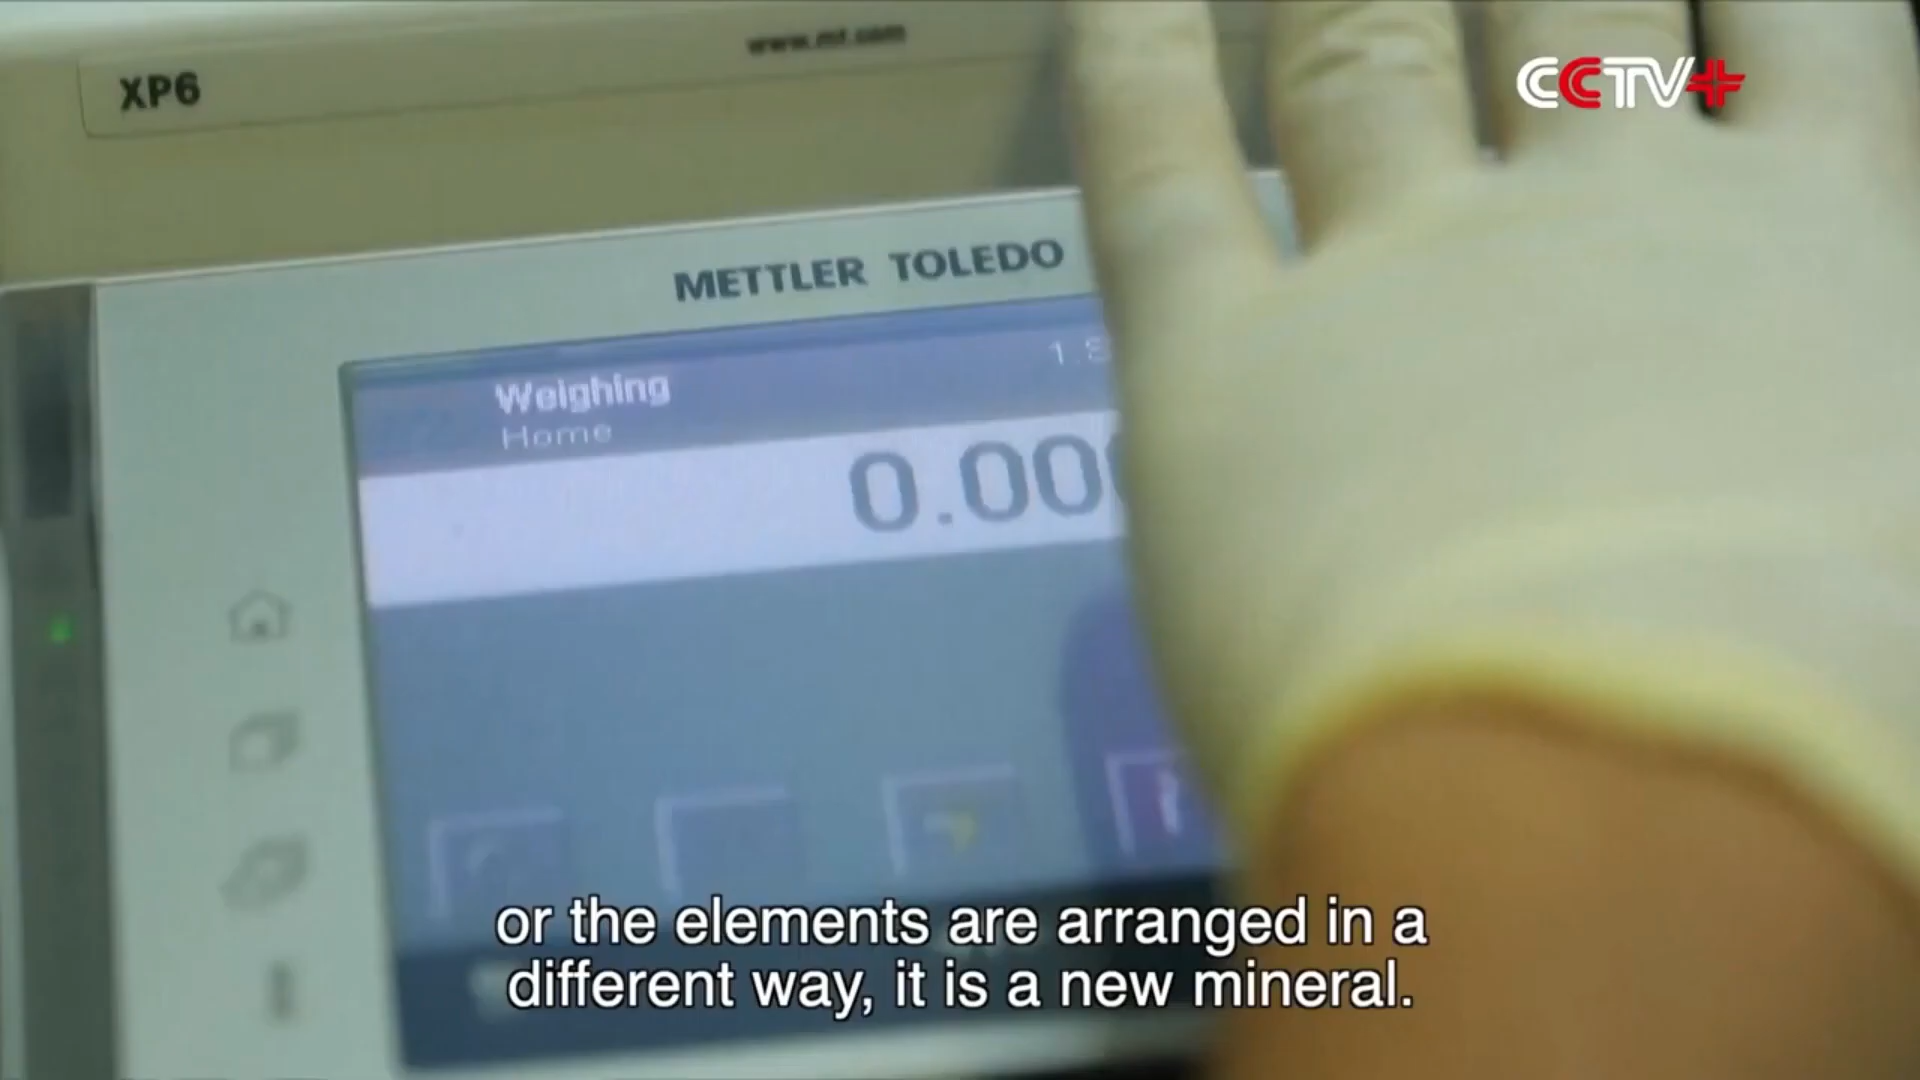 www.mt.com
XP6
CCTV+
METTLER TOLEDO
Weighing
Home
0.00
or the elements are arranged in a
different way, it is a new mineral.